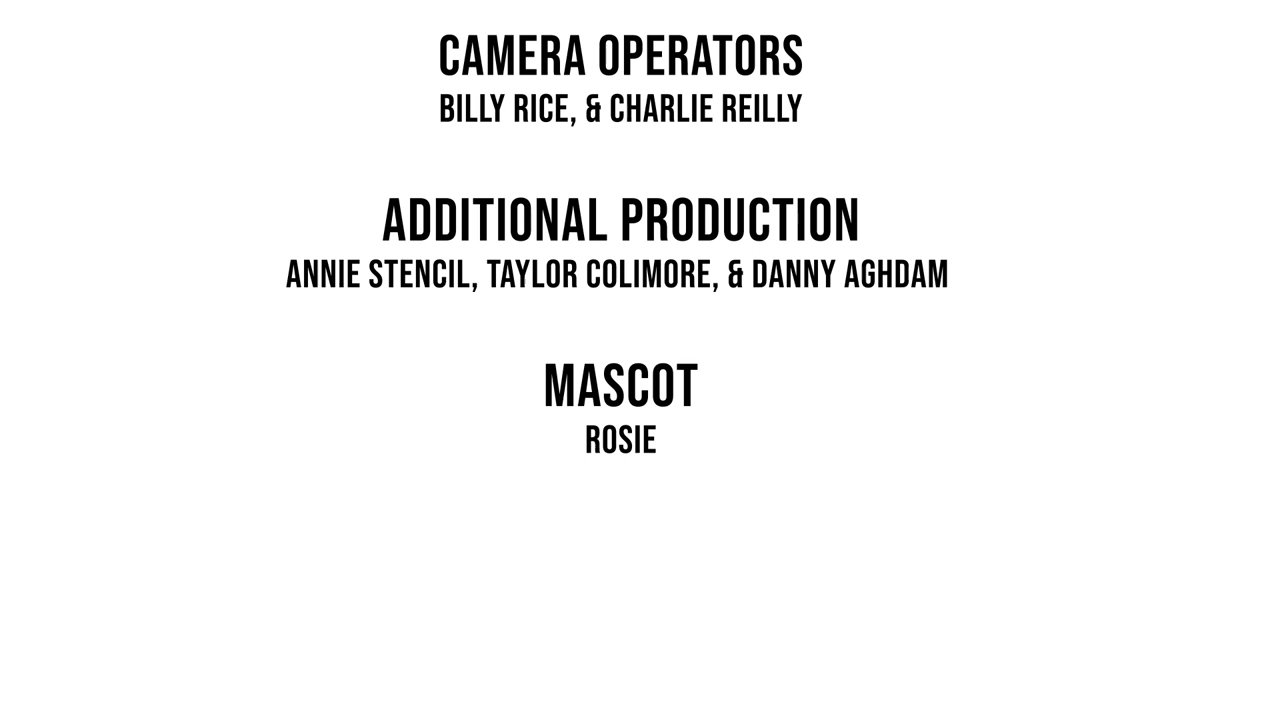 CAMERA OPERATORS
BILLY RICE, & CHARLIE REILLY
ADDITIONAL PRODUCTION
ANNIE STENCIL, TAYLOR COLIMORE, & DANNY AGHDAM
MASCOT
ROSIE